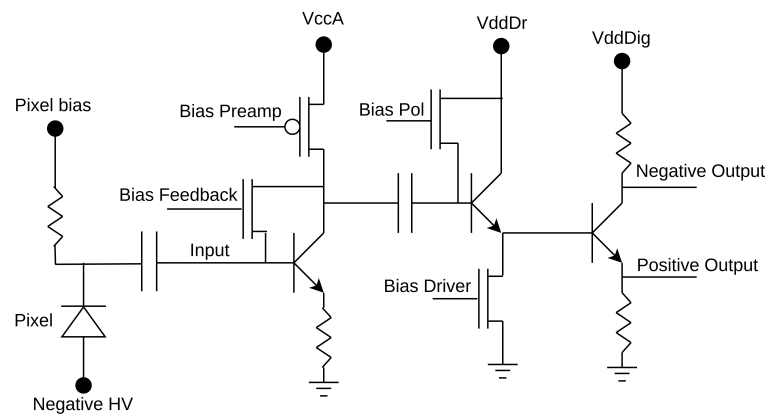 VccA
VddDr
VddDig
Pixel bias
Bias Preamp
Bias Pol
Negative Output
Bias Feedback
Input
Positive Output
Bias Driver
Pixel
Negative HV